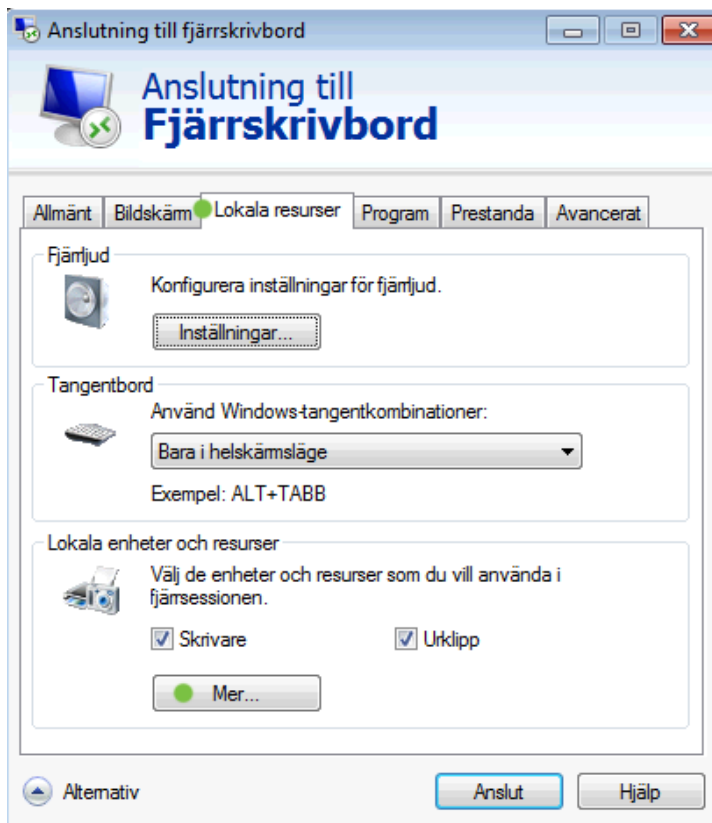 Anslutning till fjärrskrivbord
Anslutning till
Fjärrskrivbord
Allmänt Bildskärm Lokala resurser Program Prestanda Avancerat
Fjärrljud
Konfigurera inställningar för fjärrljud.
Inställningar...
Tangentbord
Använd Windows-tangentkombinationer:
Bara i helskärmsläge
Exempel: ALT+TABB
Lokala enheter och resurser
Välj de enheter och resurser som du vill använda i
fjärrsessionen.
Skrivare Urklipp
Mer...
Alternativ Anslut Hjälp